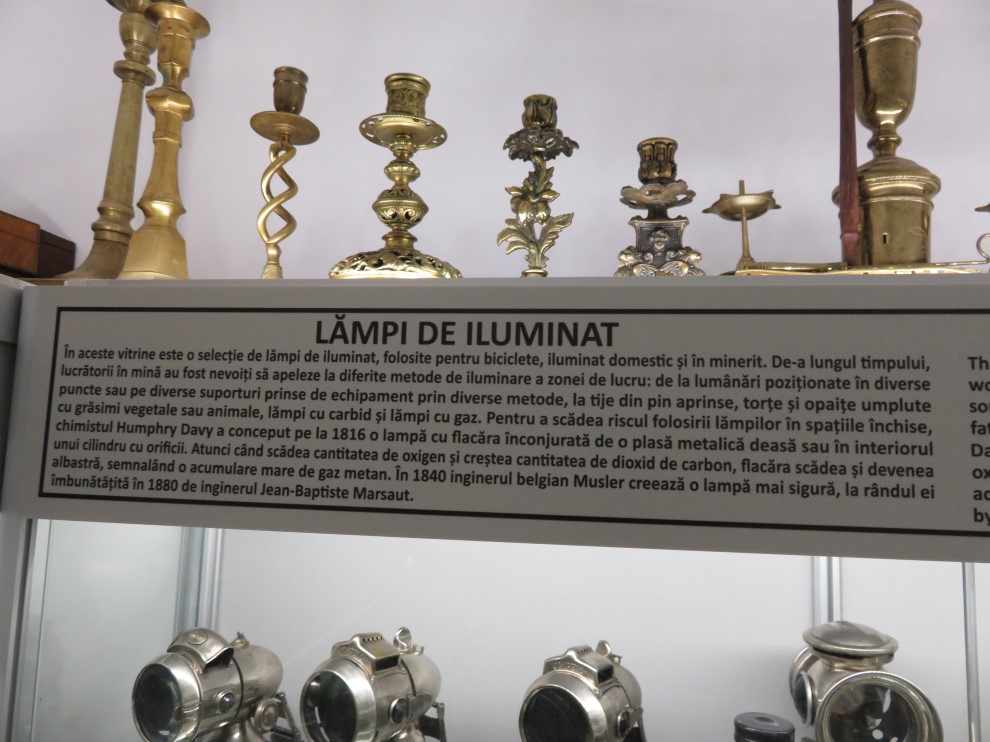 LĂMPI DE ILUMINAT
În aceste vitrine este o selecție de lămpi de iluminat, folosite pentru biciclete, iluminat domestic și în minerit. De-a lungul timpului,
lucrătorii în mină au fost nevoiți să apeleze la diferite metode de iluminare a zonei de lucru: de la lumânări poziționate în diverse
puncte sau pe diverse suporturi prinse de echipament prin diverse metode, la tije din pin aprinse, torțe și opaițe umplute
cu grăsimi vegetale sau animale, lămpi cu carbid și lămpi cu gaz. Pentru a scădea riscul folosirii lămpilor în spațiile închise,
chimistul Humphry Davy a conceput pe la 1816 o lampă cu flacăra înconjurată de o plasă metalică deasă sau în interiorul
unui cilindru cu orificii. Atunci când scădea cantitatea de oxigen și creștea cantitatea de dioxid de carbon, flacăra scădea și devenea
albastră, semnalând o acumulare mare de gaz metan. În 1840 inginerul belgian Musler creează o lampă mai sigură, la rândul ei
îmbunătățită în 1880 de inginerul Jean-Baptiste Marsaut.
by